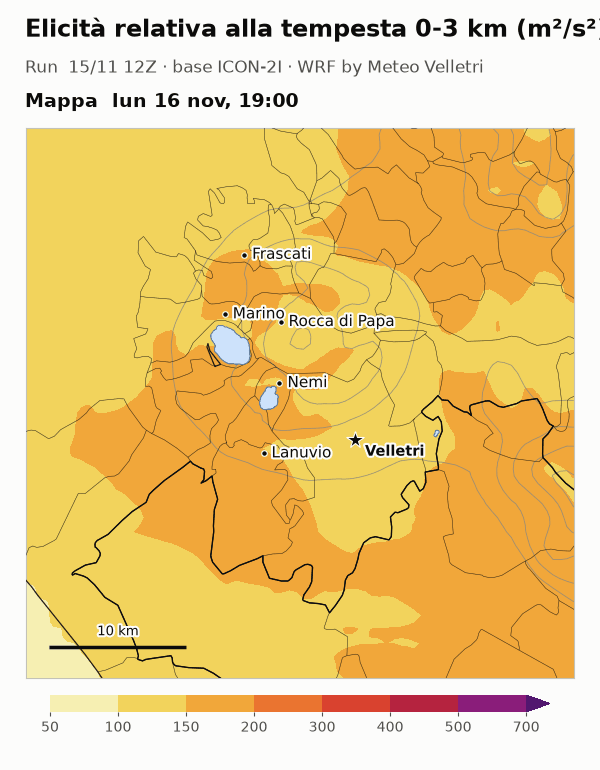 Elicità relativa alla tempesta 0-3 km (m²/s²)
Run  15/11 12Z · base ICON-2I · WRF by Meteo Velletri
Mappa  lun 16 nov, 19:00
Frascati
Marino
Rocca di Papa
Nemi
Velletri
Lanuvio
10 km
50 100 150 200 300 400 500 700